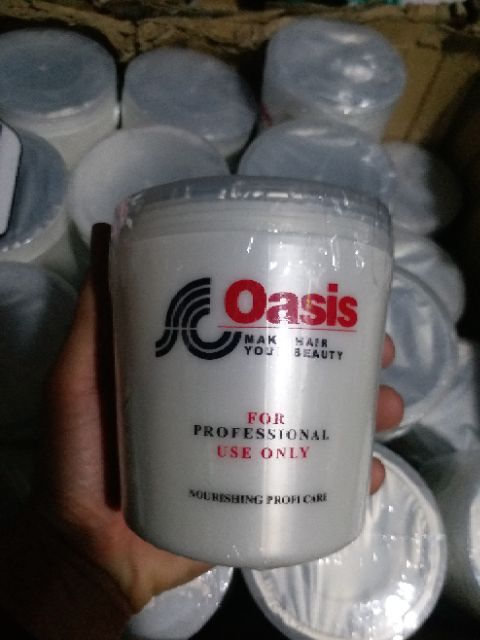 Oasis
MAKE HAIR
YOUR BEAUTY
FOR
PROFESSIONAL
USE ONLY
NOURISHING PROFI CARE